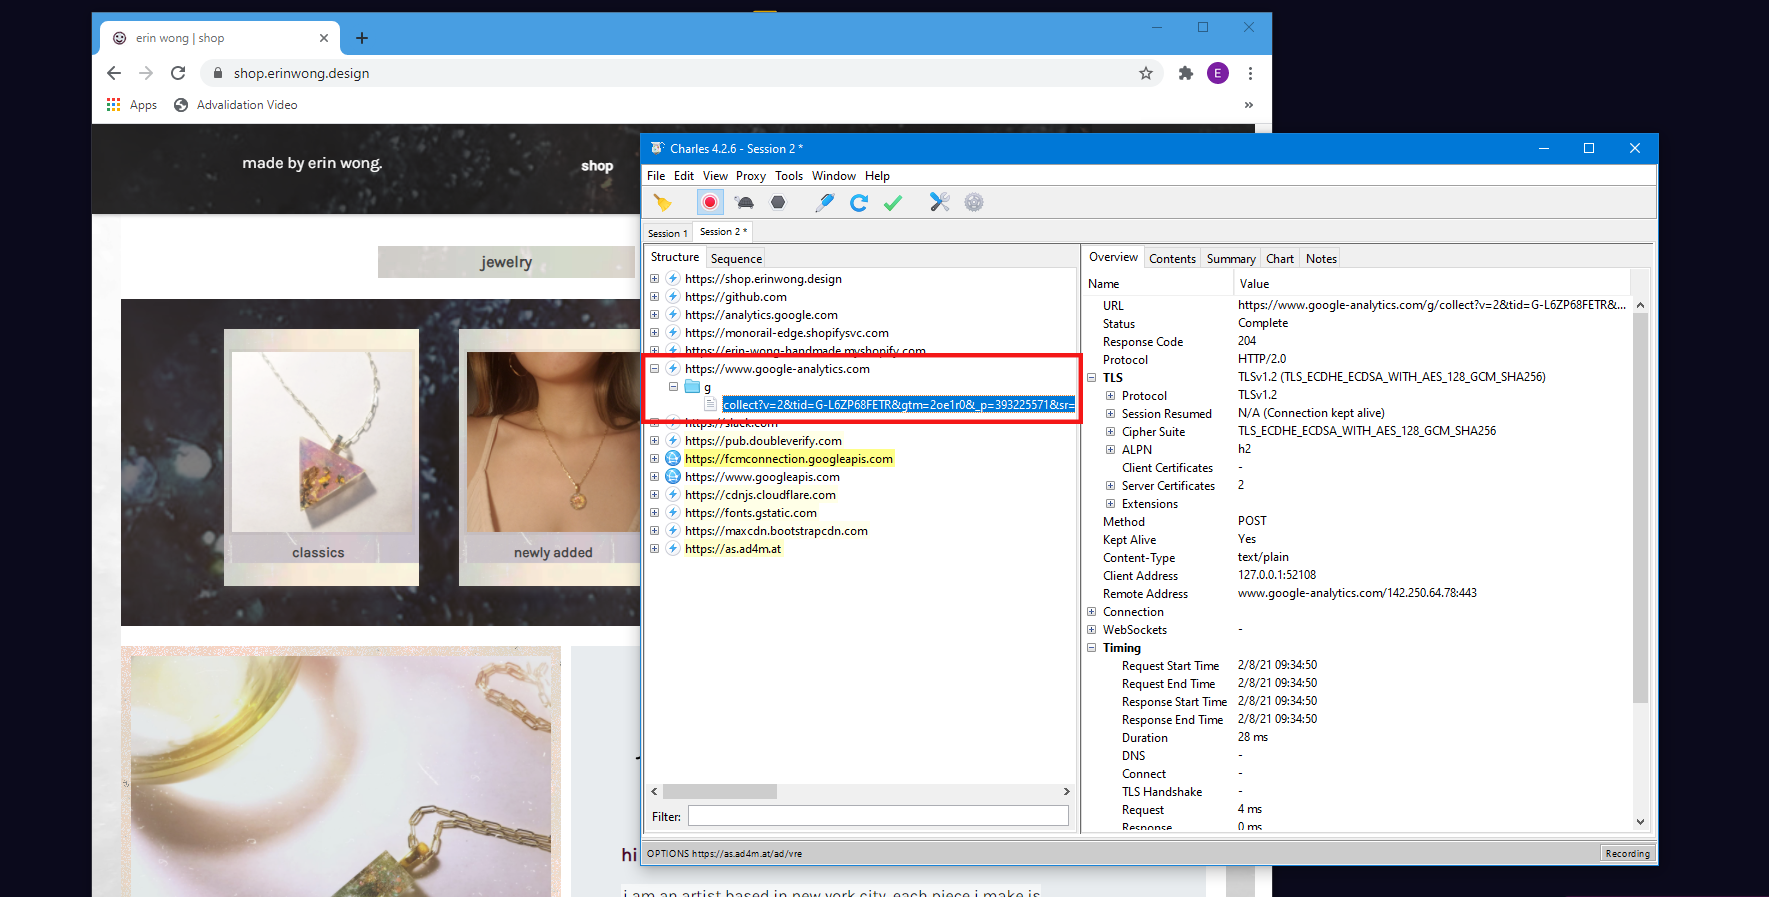 erin wong | shop
shop.erinwong.design
E
Apps
Advalidation Video
made by erin wong.
shop
jewelry
classics
newly added
hi
i am an artist based in new york city. each piece i make is
Charles 4.2.6 - Session 2 *
File Edit View Proxy Tools Window Help
Session 1
Session 2 *
Structure
Sequence
https://shop.erinwong.design
https://github.com
https://analytics.google.com
https://monorail-edge.shopifysvc.com
https://erin-wong-handmade.myshopify.com
https://www.google-analytics.com
g
collect?v=2&tid=G-L6ZP68FETR&gtm=2oe1r0&_p=393225571&sr=
https://slack.com
https://pub.doubleverify.com
https://fcmconnection.googleapis.com
https://www.googleapis.com
https://cdnjs.cloudflare.com
https://fonts.gstatic.com
https://maxcdn.bootstrapcdn.com
https://as.ad4m.at
Filter:
Overview Contents Summary Chart Notes
Name Value
URL https://www.google-analytics.com/g/collect?v=2&tid=G-L6ZP68FETR&...
Status Complete
Response Code 204
Protocol HTTP/2.0
TLS TLSv1.2 (TLS_ECDHE_ECDSA_WITH_AES_128_GCM_SHA256)
Protocol TLSv1.2
Session Resumed N/A (Connection kept alive)
Cipher Suite TLS_ECDHE_ECDSA_WITH_AES_128_GCM_SHA256
ALPN h2
Client Certificates -
Server Certificates 2
Extensions
Method POST
Kept Alive Yes
Content-Type text/plain
Client Address 127.0.0.1:52108
Remote Address www.google-analytics.com/142.250.64.78:443
Connection
WebSockets -
Timing
Request Start Time 2/8/21 09:34:50
Request End Time 2/8/21 09:34:50
Response Start Time 2/8/21 09:34:50
Response End Time 2/8/21 09:34:50
Duration 28 ms
DNS -
Connect -
TLS Handshake -
Request 4 ms
Response 0 ms
OPTIONS https://as.ad4m.at/ad/vre
Recording